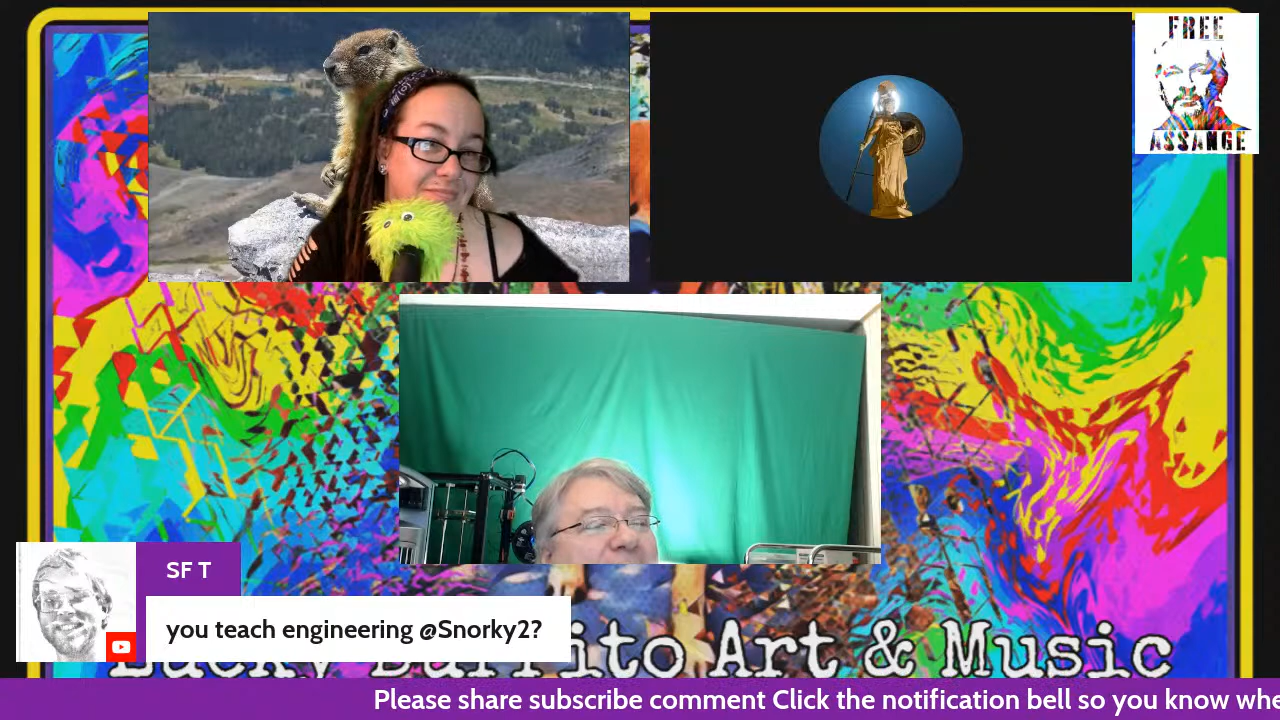 FREE
ASSANGE
SF T
you teach engineering @Snorky2?
Burrito Art & Music
Please share subscribe comment Click the notification bell so you know whe